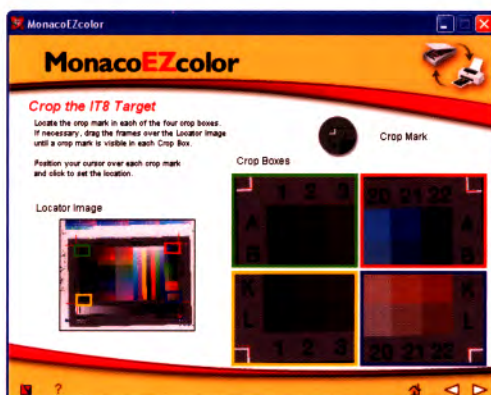 MonacoEZcolor
MonacoEZcolor
Crop the IT8 Target
Locate the crop mark in each of the four crop boxes.
If necessary, drag the frames over the Locator Image
until a crop mark is visible in each Crop Box.
Position your cursor over each crop mark
and click to set the location.
Crop Mark
Crop Boxes
Locator Image
1 2 3
A
B
20 21 22
A
B
K
L
1 2 3
K
L
20 21 22
?